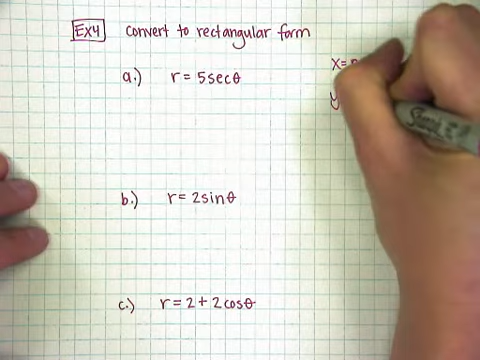 Ex4 convert to rectangular form
a.) r = 5secθ
x=
y
b.) r = 2sinθ
c.) r = 2 + 2cosθ